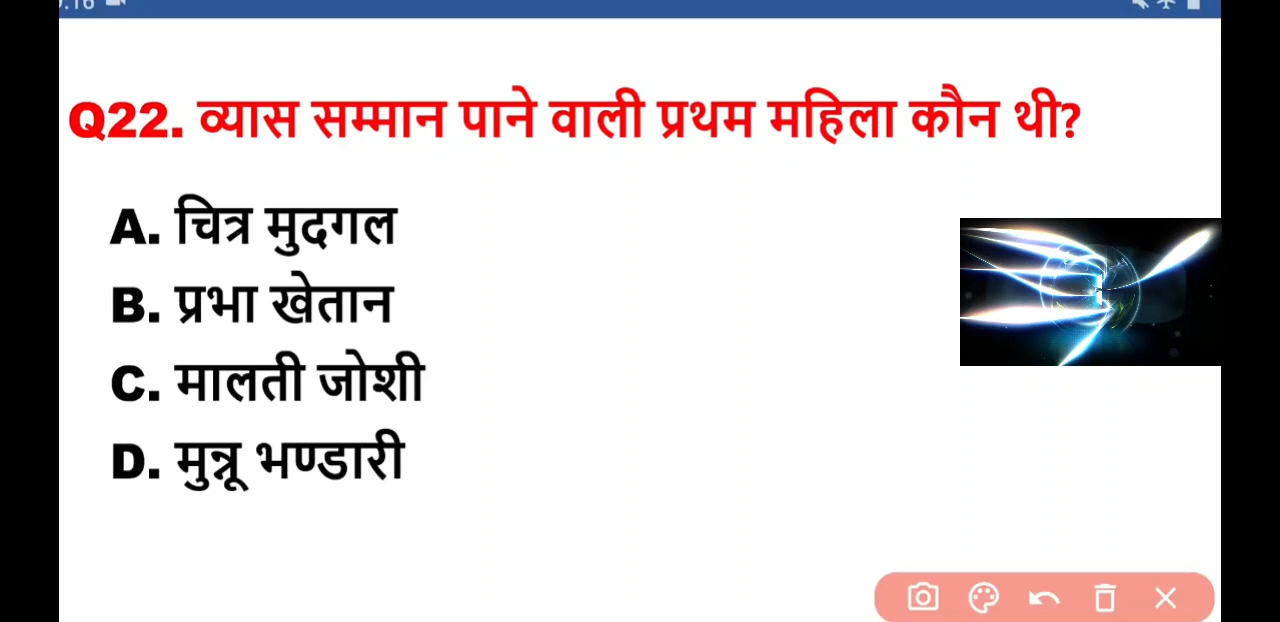 Q22. व्यास सम्मान पाने वाली प्रथम महिला कौन थी?
A. चित्र मुदगल
B. प्रभा खेतान
C. मालती जोशी
D. मुन्नू भण्डारी